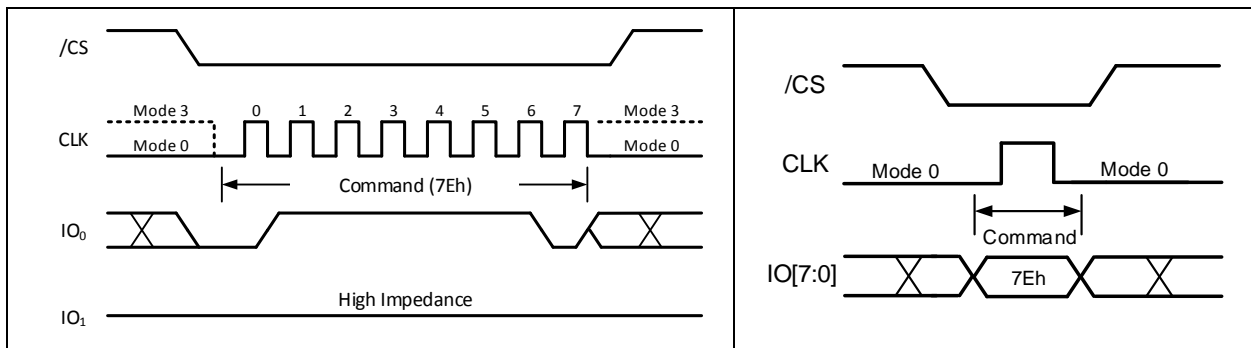 /CS
Mode 3 0 1 2 3 4 5 6 7 Mode 3
CLK Mode 0 Mode 0
Command (7Eh)
IO0
High Impedance
IO1
/CS
CLK Mode 0 Mode 0
Command
IO[7:0] 7Eh